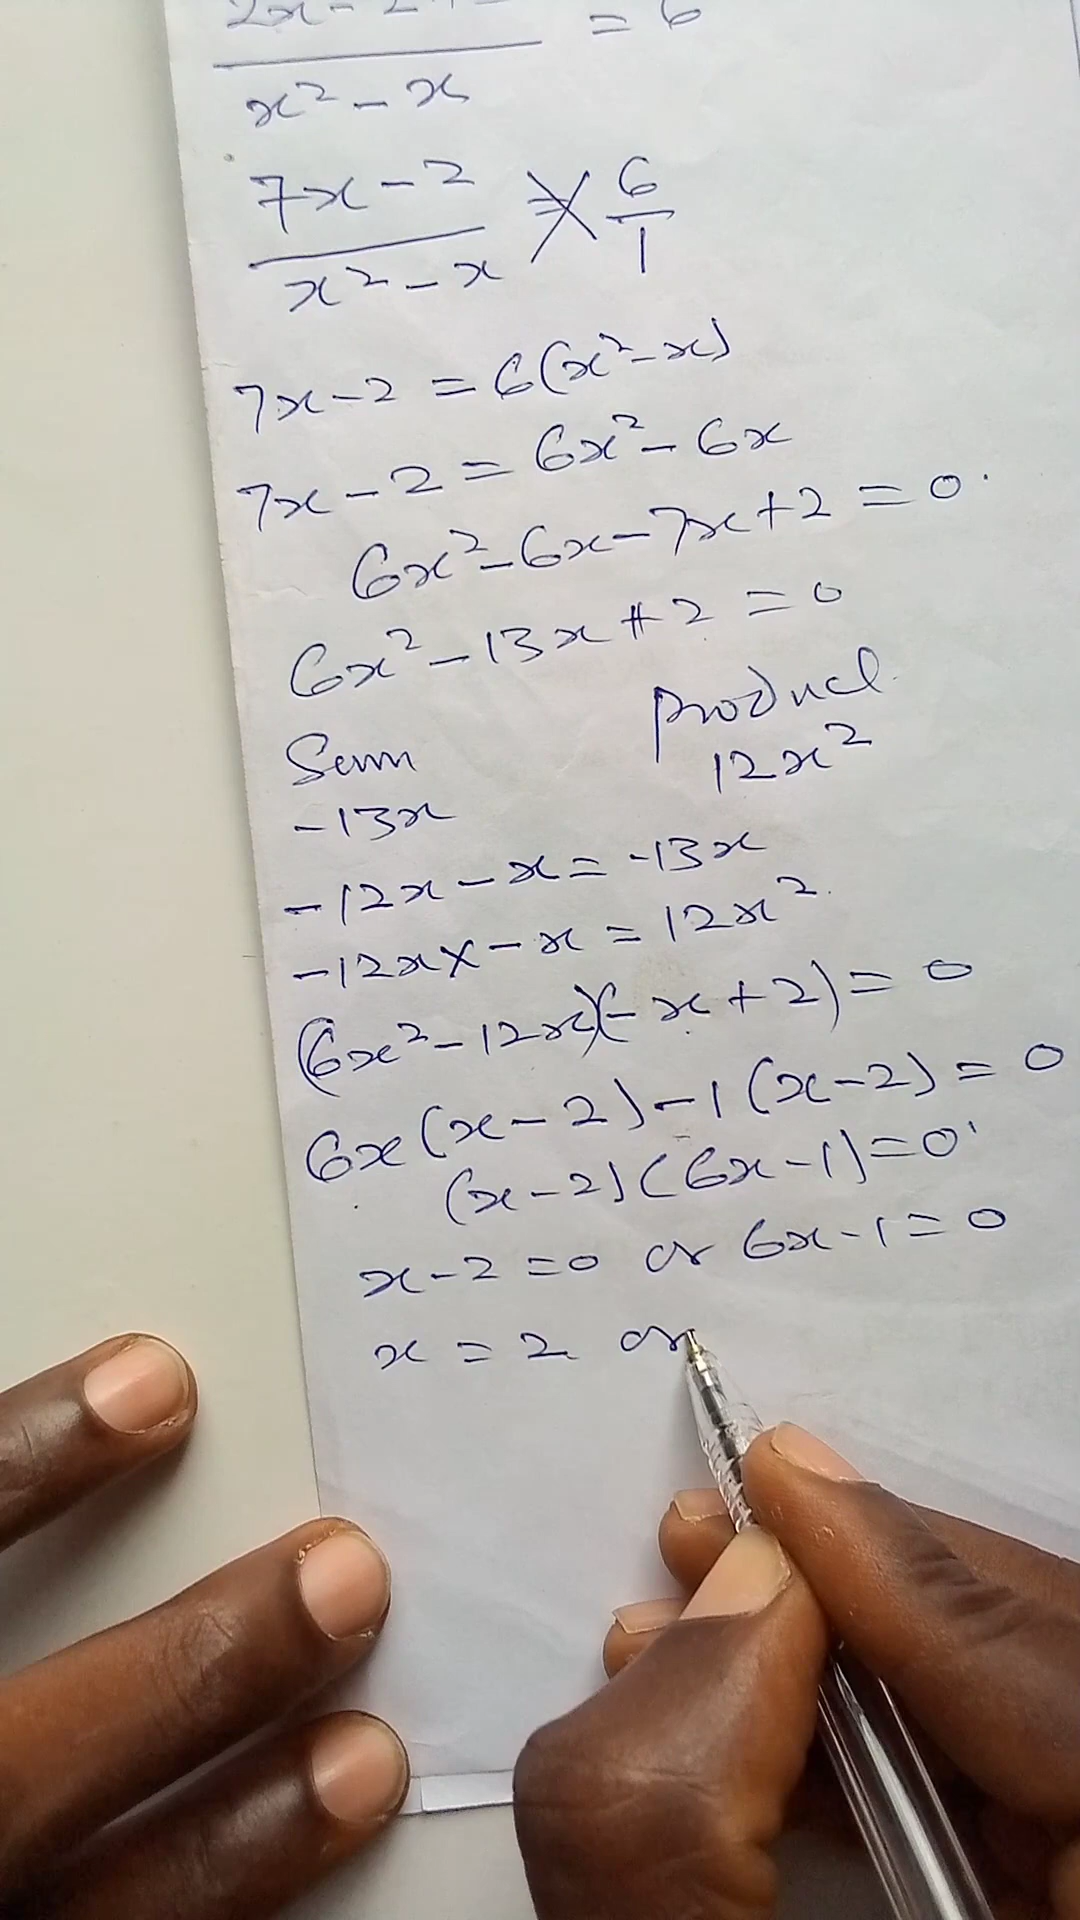 2x - 2
= 6
x² - x
7x - 2 = 6
x² - x 1
7x - 2 = 6(x² - x)
7x - 2 = 6x² - 6x
6x² - 6x - 7x + 2 = 0.
6x² - 13x + 2 = 0
Sum product
-13x 12x²
-12x - x = -13x
-12x × - x = 12x².
(6x² - 12x)(- x + 2) = 0
6x(x - 2) - 1(x - 2) = 0
(x - 2)(6x - 1) = 0
x - 2 = 0 or 6x - 1 = 0
x = 2 or